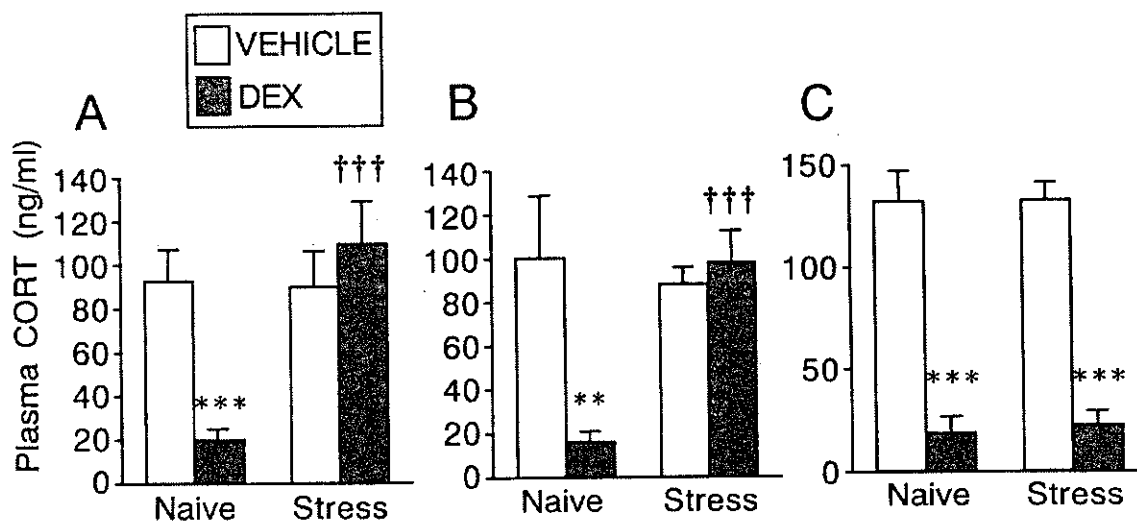 VEHICLE
DEX
A
B
C
Plasma CORT (ng/ml)
140
120
100
80
60
40
20
0
†††
***
Naive
Stress
140
120
100
80
60
40
20
0
†††
**
Naive
Stress
150
100
50
0
***
***
Naive
Stress